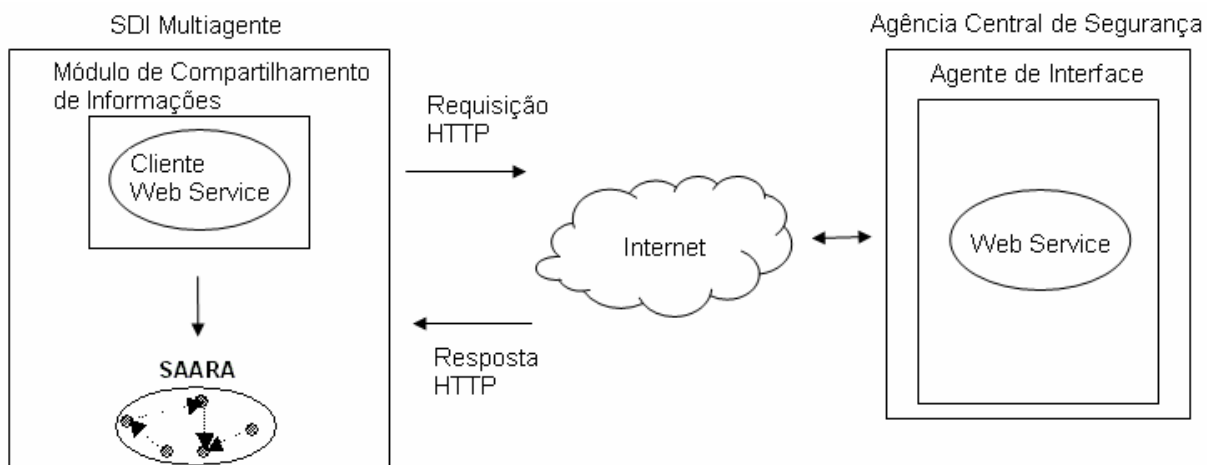 SDI Multiagente
Módulo de Compartilhamento
de Informações
Cliente
Web Service
SAARA
Requisição
HTTP
Internet
Resposta
HTTP
Agência Central de Segurança
Agente de Interface
Web Service